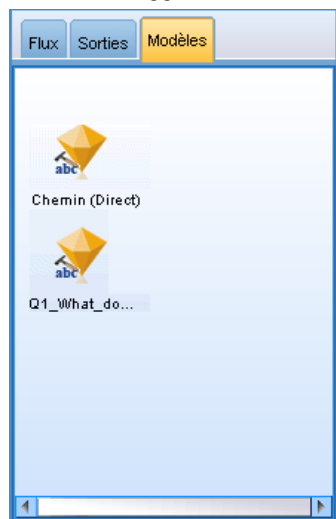 Flux Sorties Modèles
abc
Chemin (Direct)
abc
Q1_What_do...